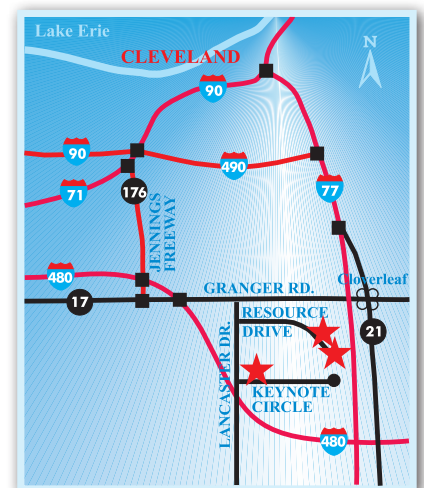 Lake Erie
N
CLEVELAND
90
90
490
71
176
77
JENNINGS
FREEWAY
480
GRANGER RD.
Cloverleaf
17
RESOURCE
DRIVE
21
LANCASTER DR.
KEYNOTE
CIRCLE
480